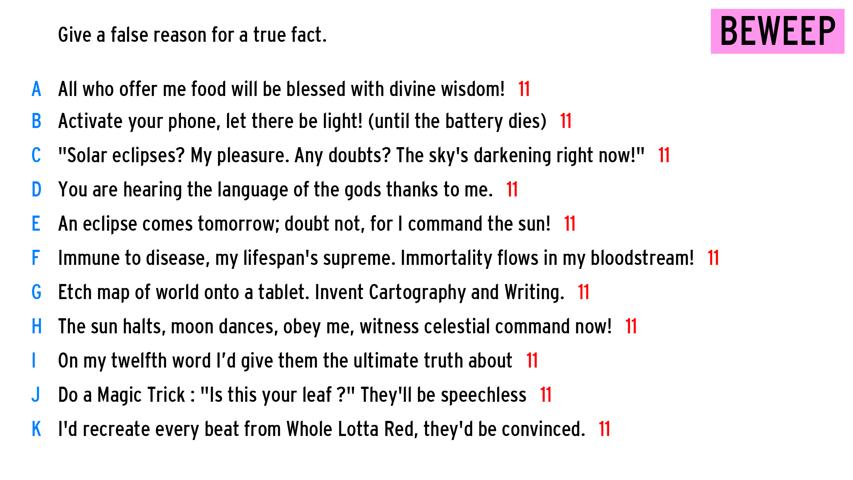 Give a false reason for a true fact.
BEWEEP
A All who offer me food will be blessed with divine wisdom! 11
B Activate your phone, let there be light! (until the battery dies) 11
C "Solar eclipses? My pleasure. Any doubts? The sky's darkening right now!" 11
D You are hearing the language of the gods thanks to me. 11
E An eclipse comes tomorrow; doubt not, for I command the sun! 11
F Immune to disease, my lifespan's supreme. Immortality flows in my bloodstream! 11
G Etch map of world onto a tablet. Invent Cartography and Writing. 11
H The sun halts, moon dances, obey me, witness celestial command now! 11
I On my twelfth word I’d give them the ultimate truth about 11
J Do a Magic Trick : "Is this your leaf ?" They'll be speechless 11
K I'd recreate every beat from Whole Lotta Red, they'd be convinced. 11